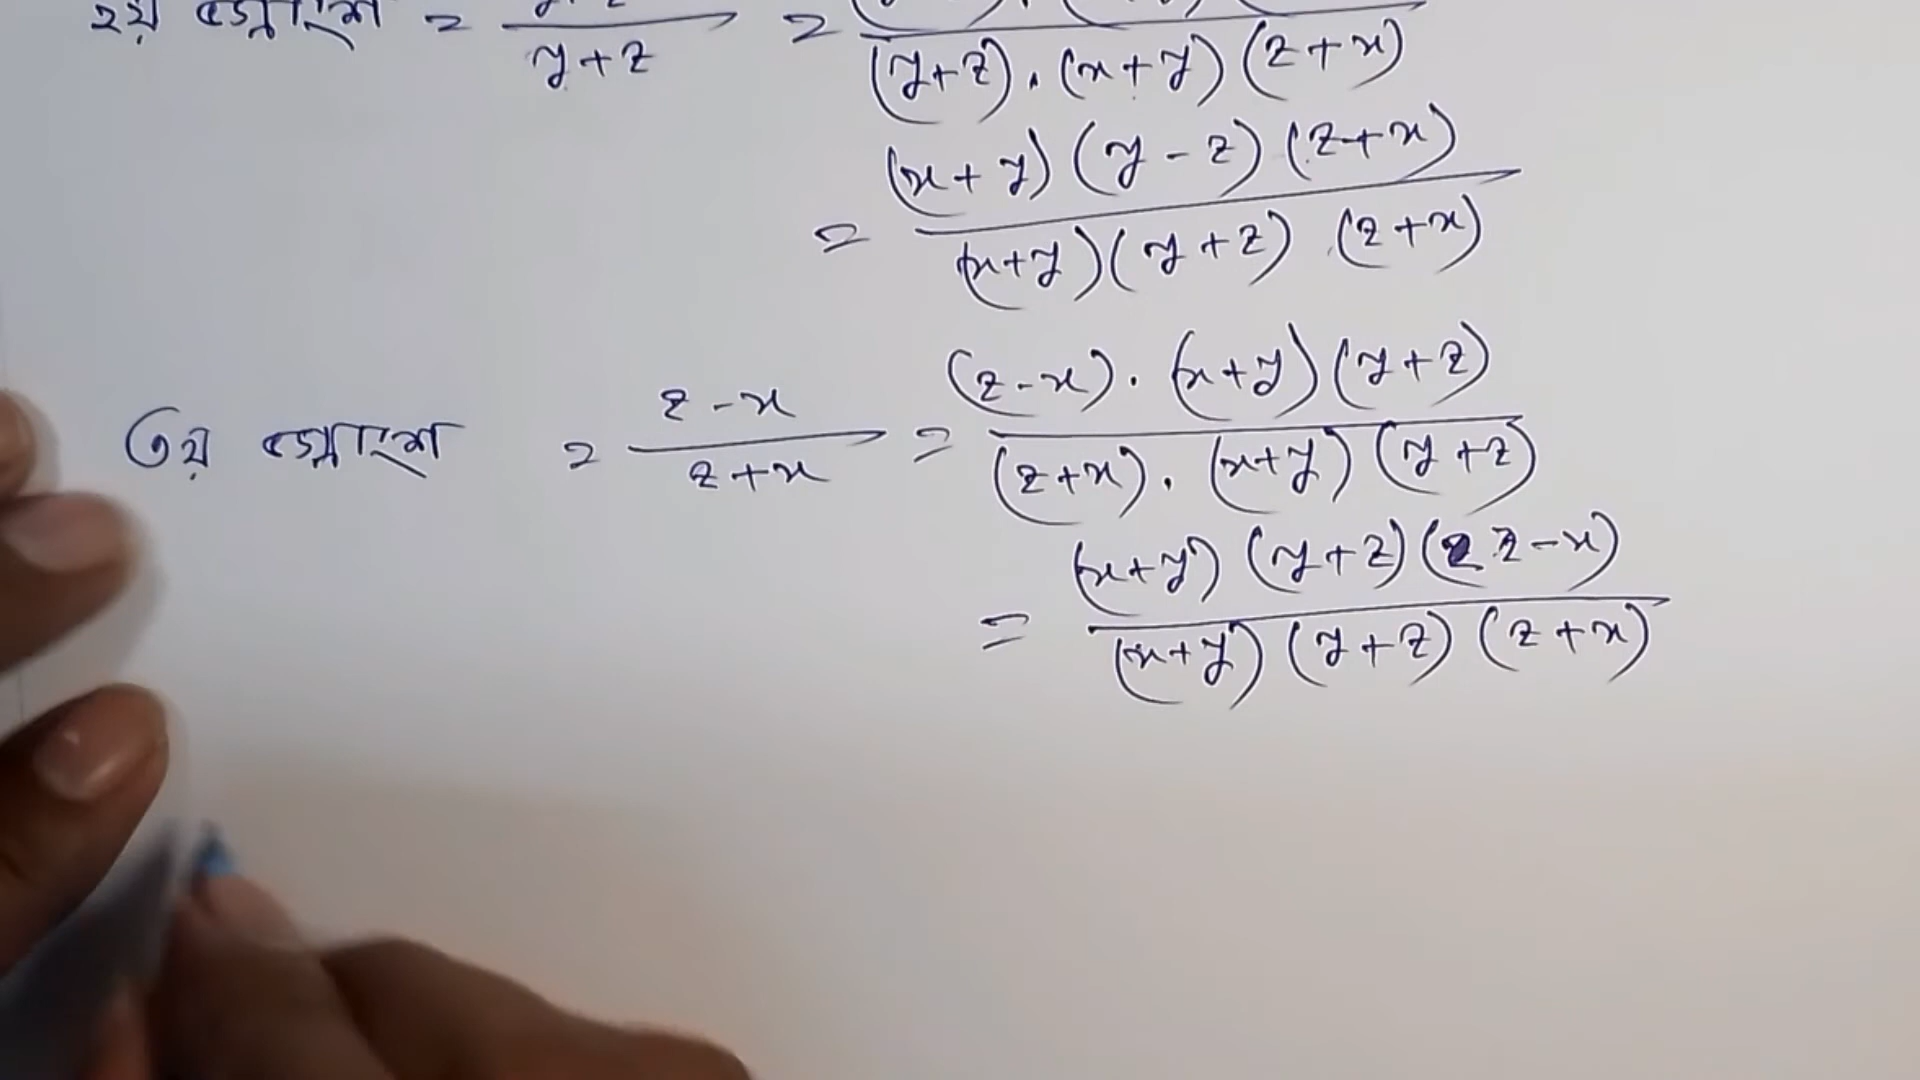 ২য় ভগ্নাংশ = / y+z = / (y+z).(x+y)(z+x)
= (x+y)(y-z)(z+x) / (x+y)(y+z)(z+x)
৩য় ভগ্নাংশ = z-x / z+x = (z-x).(x+y)(y+z) / (z+x).(x+y)(y+z)
= (x+y)(y+z)(z-x) / (x+y)(y+z)(z+x)